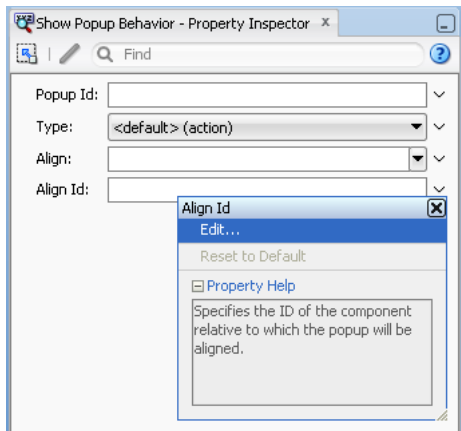 Show Popup Behavior - Property Inspector x
Find
Popup Id:
Type: <default> (action)
Align:
Align Id:
Align Id
Edit...
Reset to Default
Property Help
Specifies the ID of the component
relative to which the popup will be
aligned.